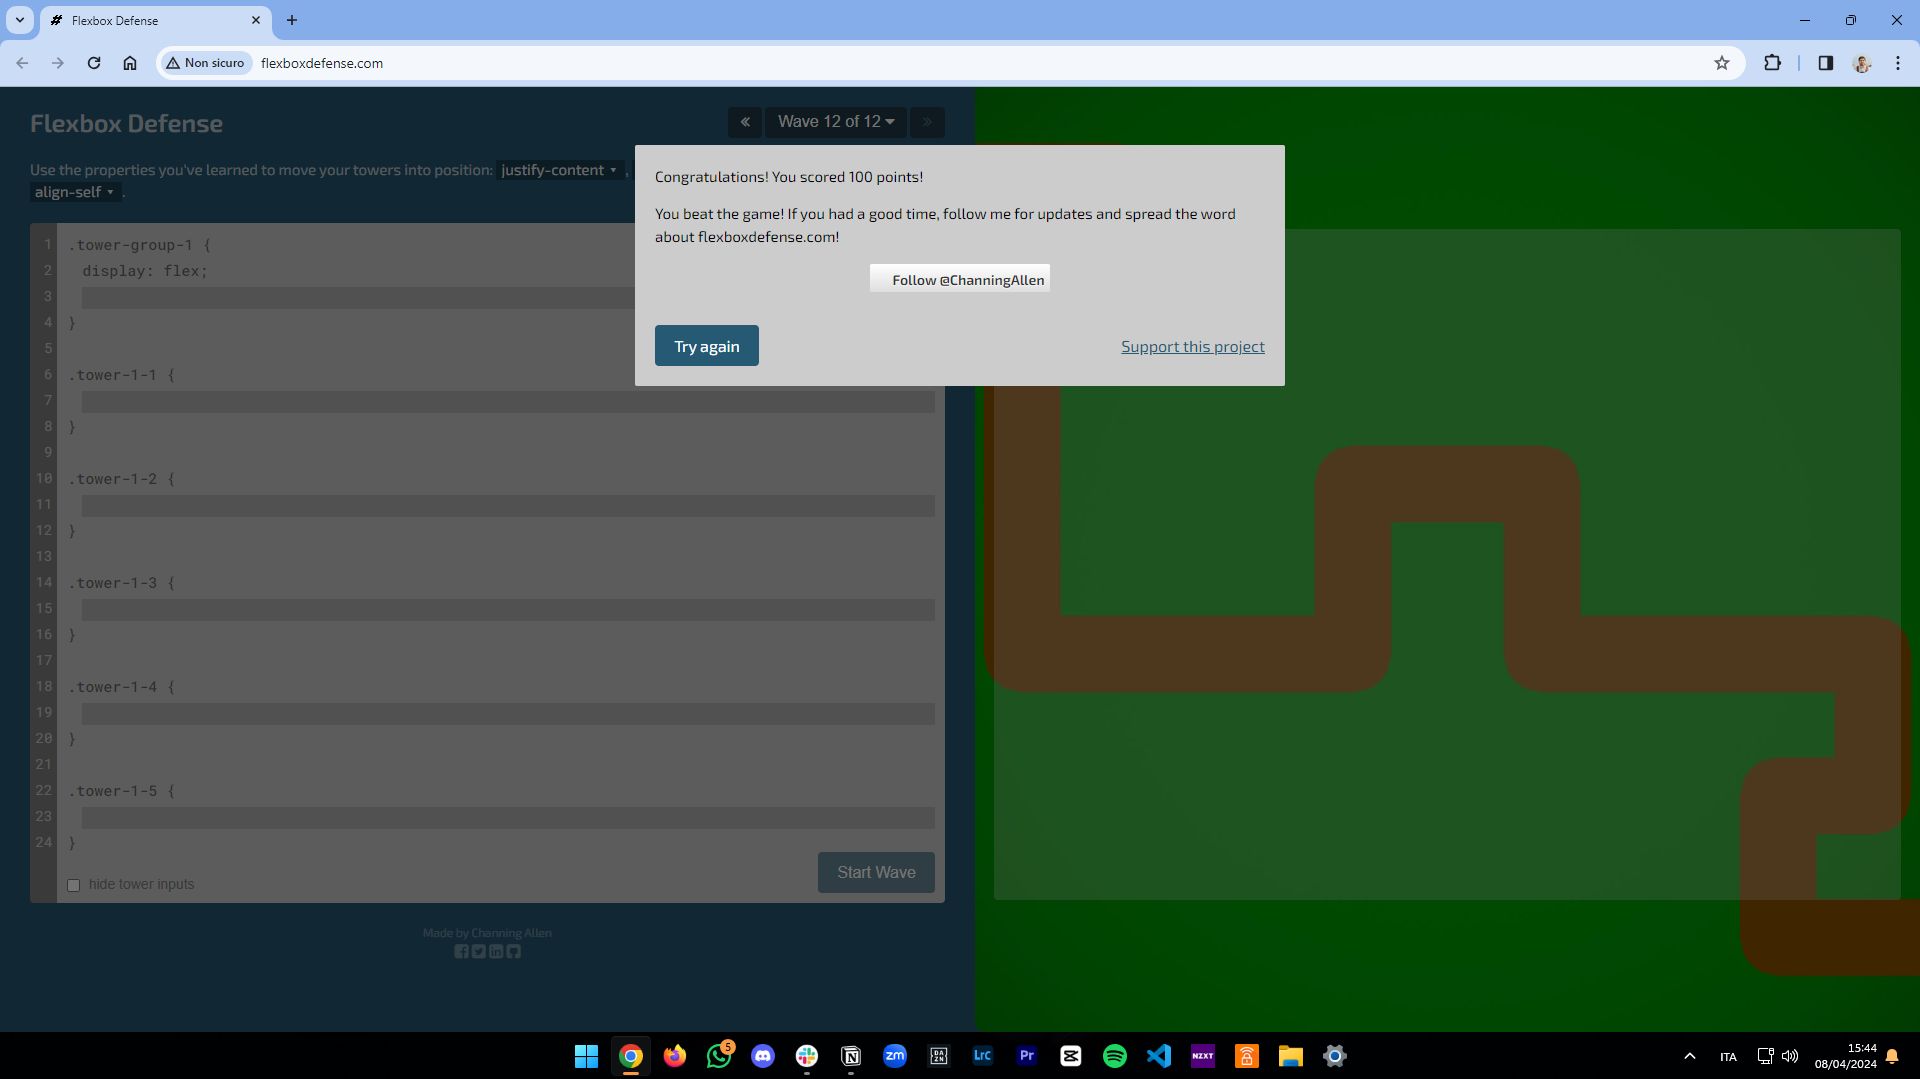 Flexbox Defense
Non sicuro
flexboxdefense.com
Flexbox Defense
« Wave 12 of 12 »
Use the properties you've learned to move your towers into position: justify-content ,
align-self .
Congratulations! You scored 100 points!
You beat the game! If you had a good time, follow me for updates and spread the word
about flexboxdefense.com!
Follow @ChanningAllen
Try again
Support this project
1 .tower-group-1 {
2 display: flex;
3
4 }
5
6 .tower-1-1 {
7
8 }
9
10 .tower-1-2 {
11
12 }
13
14 .tower-1-3 {
15
16 }
17
18 .tower-1-4 {
19
20 }
21
22 .tower-1-5 {
23
24 }
hide tower inputs
Start Wave
Made by Channing Allen
5
zm
DAZN
Lrc
Pr
NZXT
ITA
15:44
08/04/2024